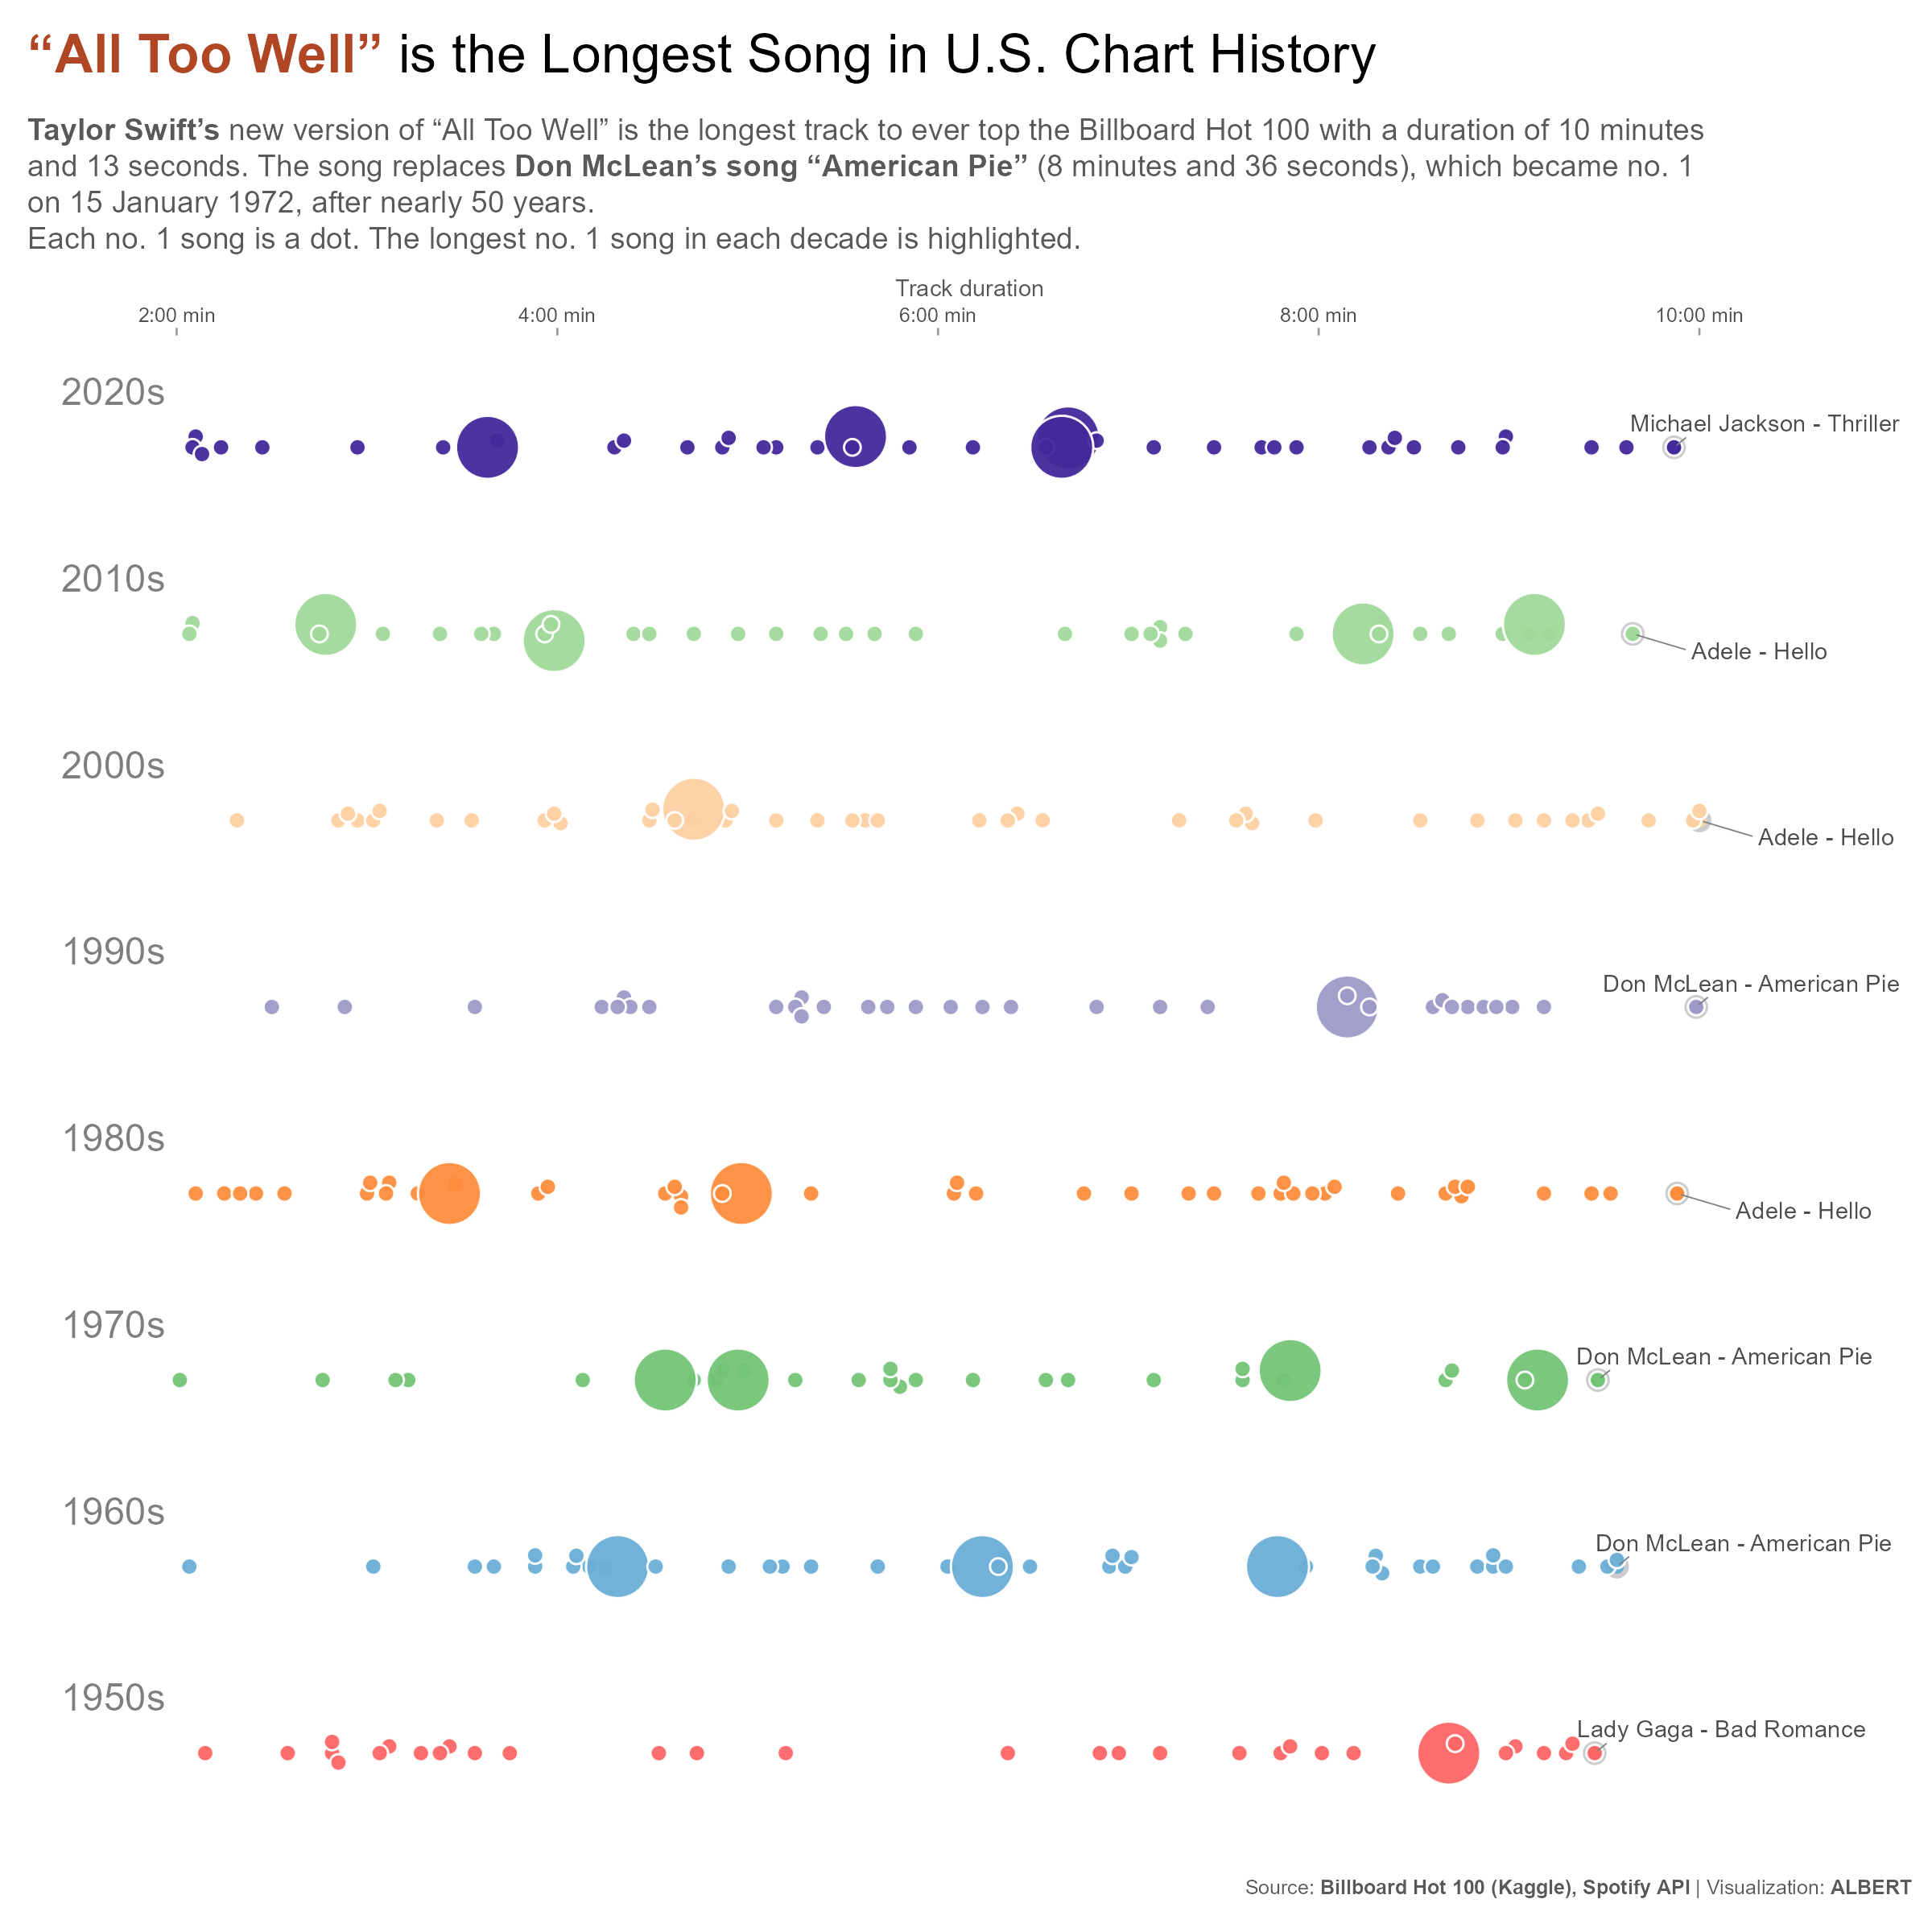 “All Too Well” is the Longest Song in U.S. Chart History
Taylor Swift’s new version of “All Too Well” is the longest track to ever top the Billboard Hot 100 with a duration of 10 minutes
and 13 seconds. The song replaces Don McLean’s song “American Pie” (8 minutes and 36 seconds), which became no. 1
on 15 January 1972, after nearly 50 years.
Each no. 1 song is a dot. The longest no. 1 song in each decade is highlighted.
Track duration
2:00 min 4:00 min 6:00 min 8:00 min 10:00 min
2020s
Michael Jackson - Thriller
2010s
Adele - Hello
2000s
Adele - Hello
1990s
Don McLean - American Pie
1980s
Adele - Hello
1970s
Don McLean - American Pie
1960s
Don McLean - American Pie
1950s
Lady Gaga - Bad Romance
Source: Billboard Hot 100 (Kaggle), Spotify API | Visualization: ALBERT